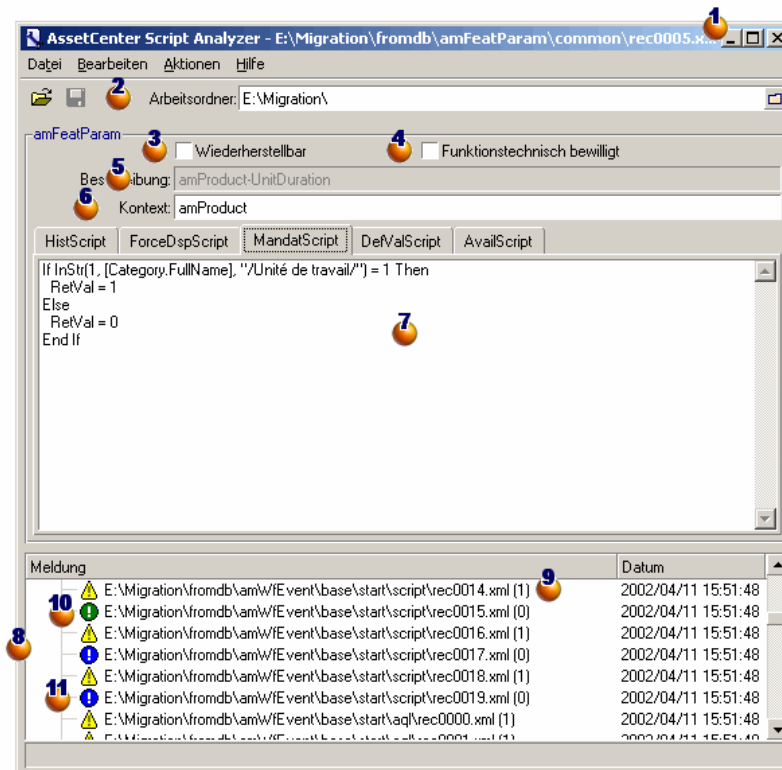 1
AssetCenter Script Analyzer - E:\Migration\fromdb\amFeatParam\common\rec0005.x
Datei Bearbeiten Aktionen Hilfe
2 Arbeitsordner: E:\Migration\
amFeatParam
3 Wiederherstellbar 4 Funktionstechnisch bewilligt
5 amProduct-UnitDuration
6 Kontext: amProduct
HistScript ForceDspScript MandatScript DefValScript AvailScript
If InStr(1, [Category.FullName], "/Unité de travail/") = 1 Then
RetVal = 1
Else
RetVal = 0
End If
7
Meldung Datum
E:\Migration\fromdb\amWfEvent\base\start\script\rec0014.xml (1) 9 2002/04/11 15:51:48
10 E:\Migration\fromdb\amWfEvent\base\start\script\rec0015.xml (0) 2002/04/11 15:51:48
8 E:\Migration\fromdb\amWfEvent\base\start\script\rec0016.xml (1) 2002/04/11 15:51:48
E:\Migration\fromdb\amWfEvent\base\start\script\rec0017.xml (0) 2002/04/11 15:51:48
E:\Migration\fromdb\amWfEvent\base\start\script\rec0018.xml (1) 2002/04/11 15:51:48
11 E:\Migration\fromdb\amWfEvent\base\start\script\rec0019.xml (0) 2002/04/11 15:51:48
E:\Migration\fromdb\amWfEvent\base\start\aql\rec0000.xml (1) 2002/04/11 15:51:48